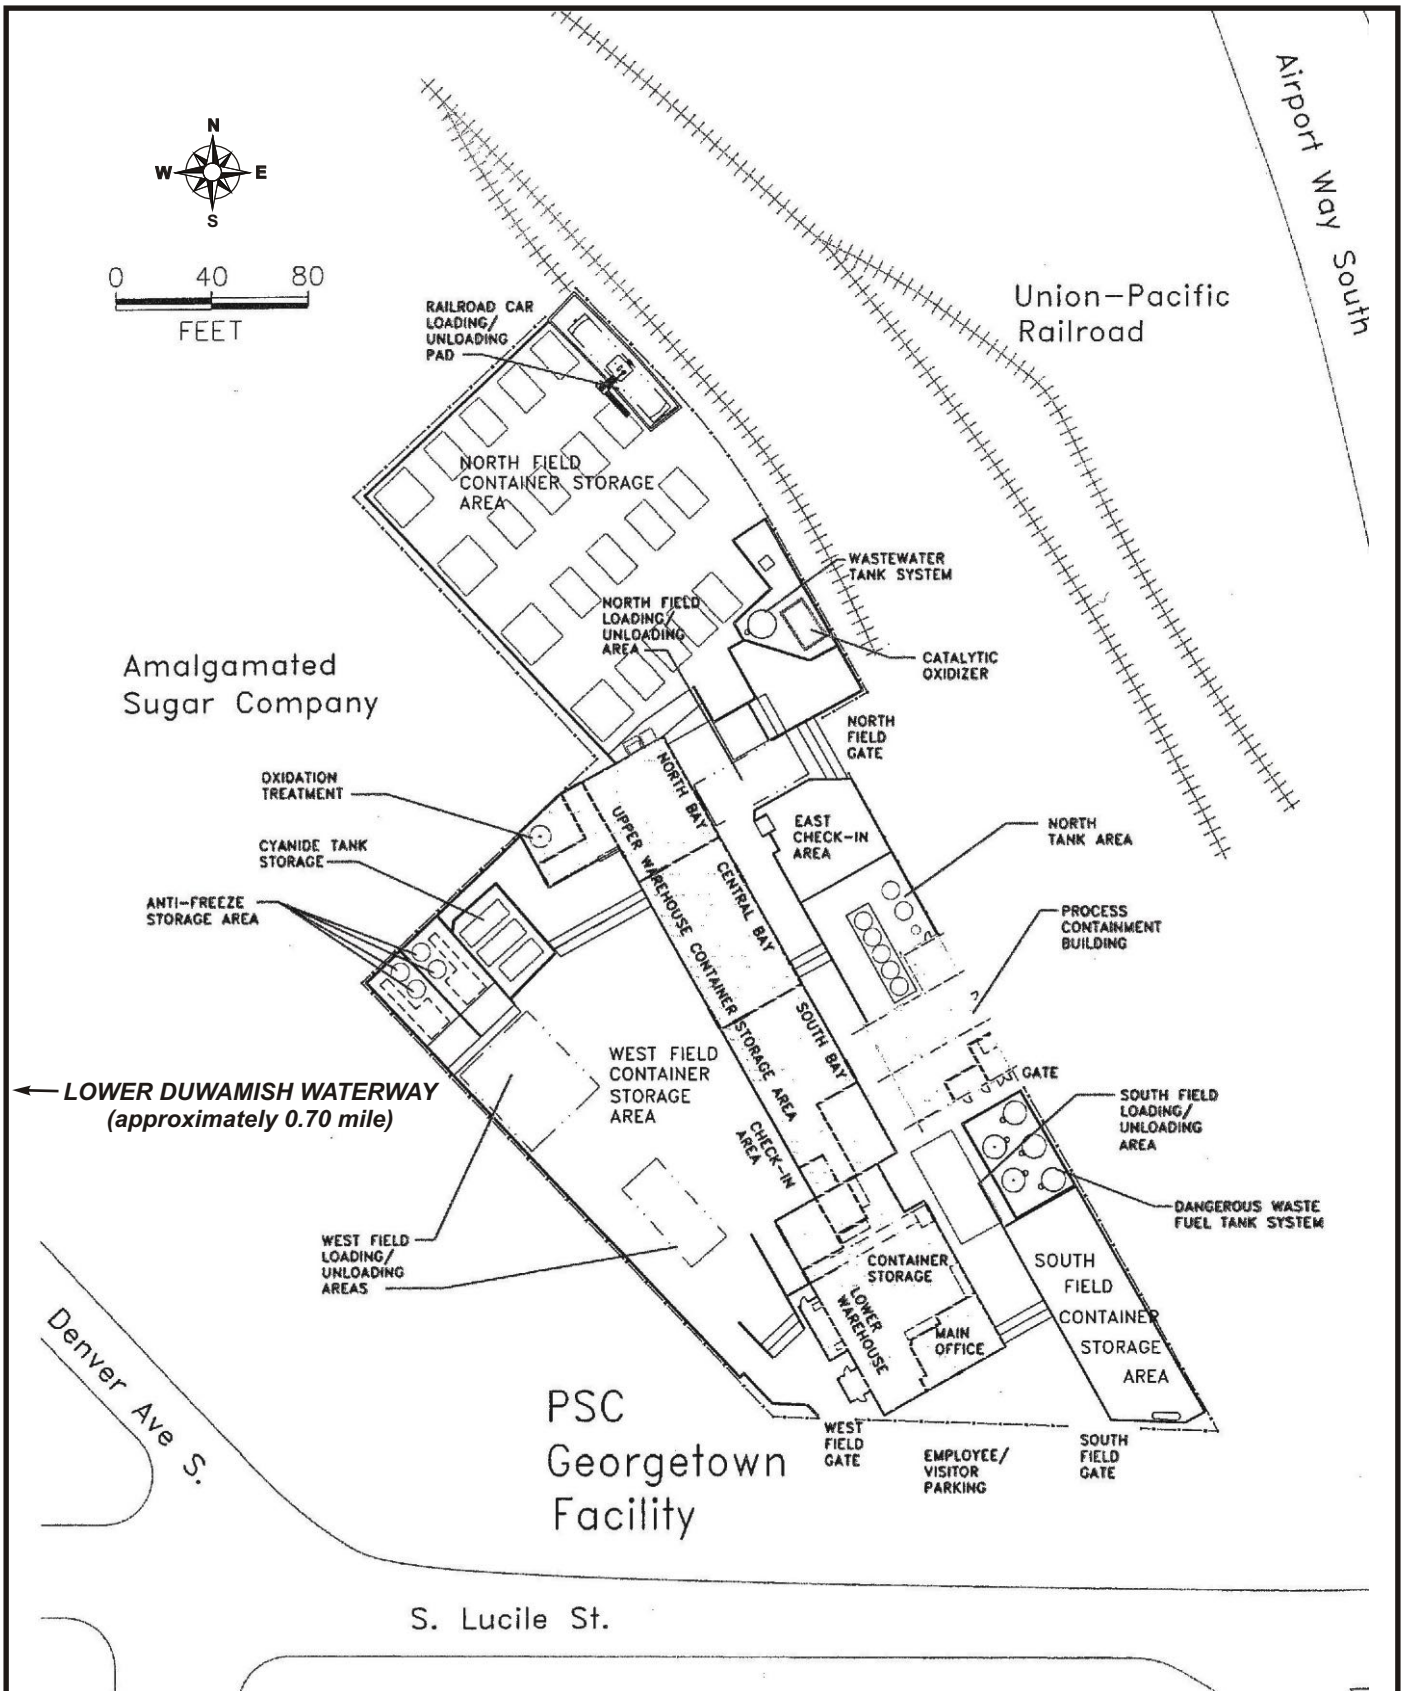 Airport Way South
N
W E
S
0 40 80
FEET
Union-Pacific
Railroad
RAILROAD CAR
LOADING/
UNLOADING
PAD
NORTH FIELD
CONTAINER STORAGE
AREA
WASTEWATER
TANK SYSTEM
NORTH FIELD
LOADING/
UNLOADING
AREA
CATALYTIC
OXIDIZER
Amalgamated
Sugar Company
NORTH
FIELD
GATE
OXIDATION
TREATMENT
NORTH BAY
UPPER WAREHOUSE CONTAINER STORAGE AREA
EAST
CHECK-IN
AREA
NORTH
TANK AREA
CYANIDE TANK
STORAGE
CENTRAL BAY
ANTI-FREEZE
STORAGE AREA
PROCESS
CONTAINMENT
BUILDING
SOUTH BAY
WEST FIELD
CONTAINER
STORAGE
AREA
GATE
LOWER DUWAMISH WATERWAY
(approximately 0.70 mile)
SOUTH FIELD
LOADING/
UNLOADING
AREA
CHECK-IN
AREA
DANGEROUS WASTE
FUEL TANK SYSTEM
WEST FIELD
LOADING/
UNLOADING
AREAS
CONTAINER
STORAGE
SOUTH
FIELD
CONTAINER
STORAGE
AREA
LOWER
WAREHOUSE
MAIN
OFFICE
Denver Ave S.
PSC
Georgetown
Facility
WEST
FIELD
GATE
EMPLOYEE/
VISITOR
PARKING
SOUTH
FIELD
GATE
S. Lucile St.